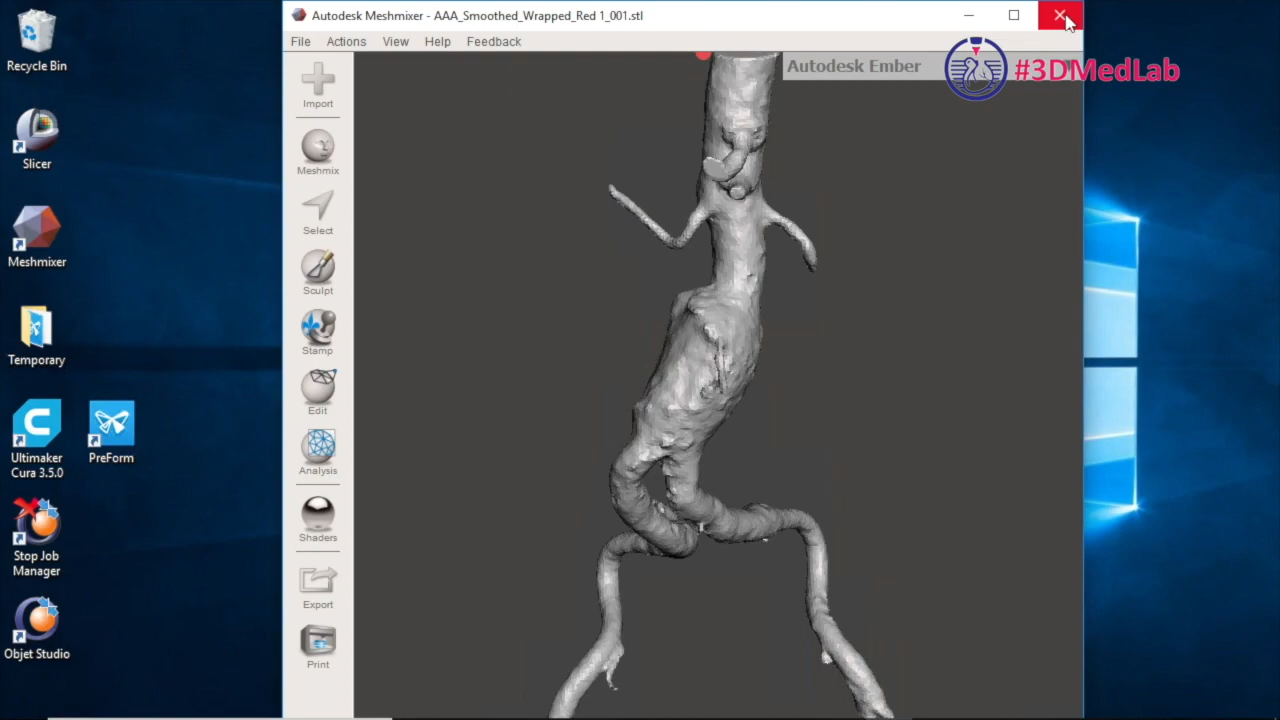 Autodesk Meshmixer - AAA_Smoothed_Wrapped_Red 1_001.stl
File Actions View Help Feedback
Autodesk Ember
#3DMedLab
Import
Meshmix
Select
Sculpt
Stamp
Edit
Analysis
Shaders
Export
Print
Recycle Bin
Slicer
Meshmixer
Temporary
Ultimaker
Cura 3.5.0
PreForm
Stop Job
Manager
Objet Studio